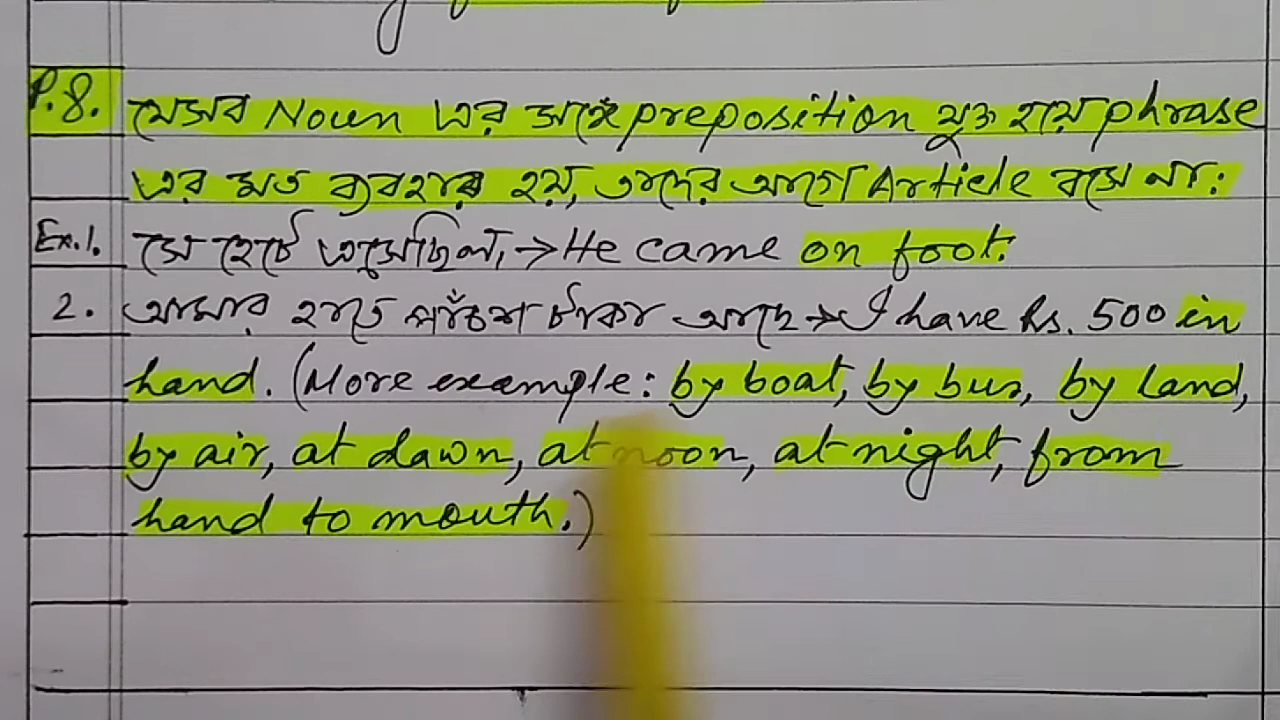 P.8. যেসব Noun এর সঙ্গে preposition যুক্ত হয়ে phrase
এর মত ব্যবহার হয়, তাদের আগে Article বসে না:
Ex.1. সে হেটে এসেছিল, → He came on foot.
2. আমার হাতে পাঁচশ টাকা আছে → I have Rs. 500 in
hand. (More example: by boat, by bus, by land,
by air, at dawn, at noon, at night, from
hand to mouth.)